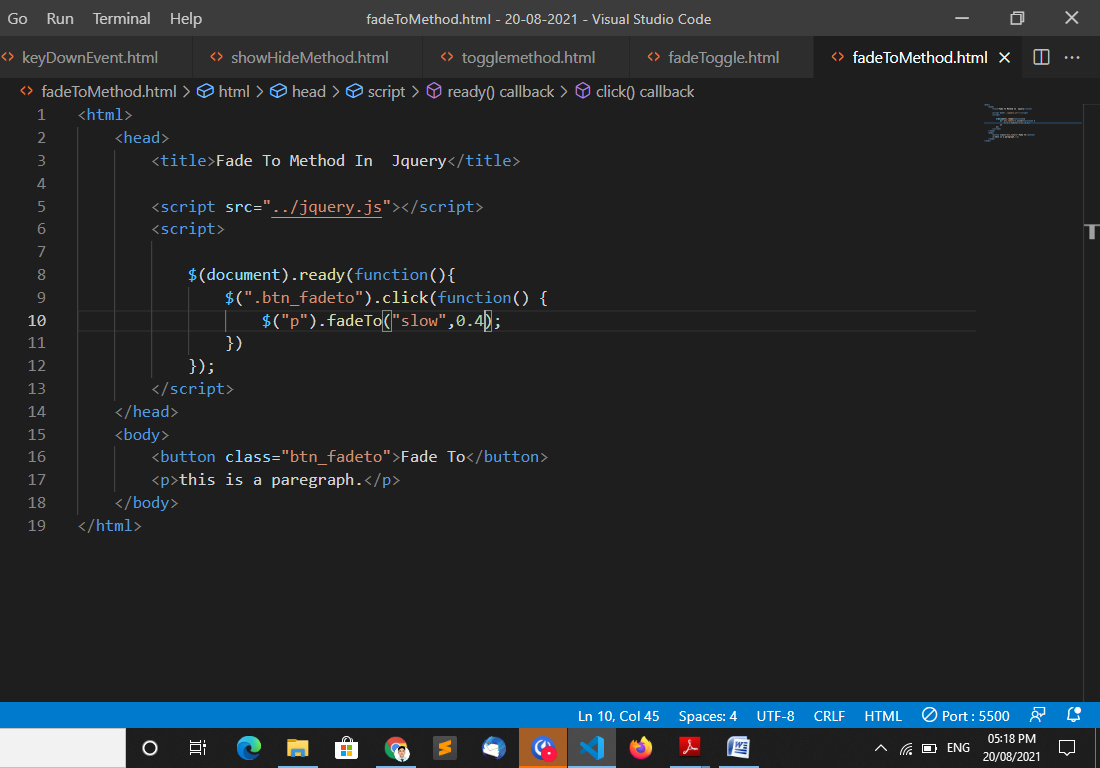 Go Run Terminal Help fadeToMethod.html - 20-08-2021 - Visual Studio Code
keyDownEvent.html showHideMethod.html togglemethod.html fadeToggle.html fadeToMethod.html
fadeToMethod.html > html > head > script > ready() callback > click() callback
1 <html>
2 <head>
3 <title>Fade To Method In  Jquery</title>
4
5 <script src="../jquery.js"></script>
6 <script>
7
8 $(document).ready(function(){
9 $(".btn_fadeto").click(function() {
10 $("p").fadeTo("slow",0.4);
11 })
12 });
13 </script>
14 </head>
15 <body>
16 <button class="btn_fadeto">Fade To</button>
17 <p>this is a paregraph.</p>
18 </body>
19 </html>
Ln 10, Col 45 Spaces: 4 UTF-8 CRLF HTML Port : 5500
ENG 05:18 PM
20/08/2021